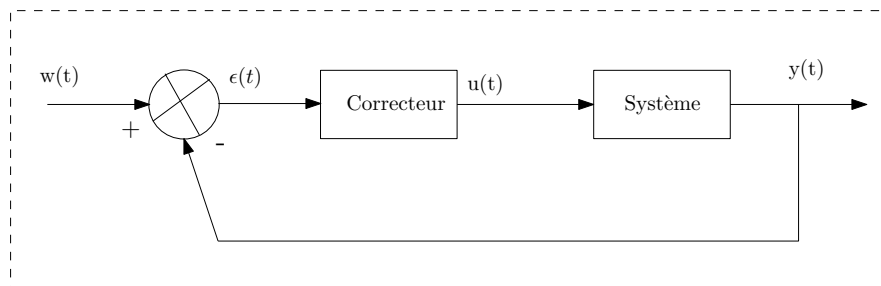 w(t)
ϵ(t)
Correcteur
u(t)
Système
y(t)
+
-